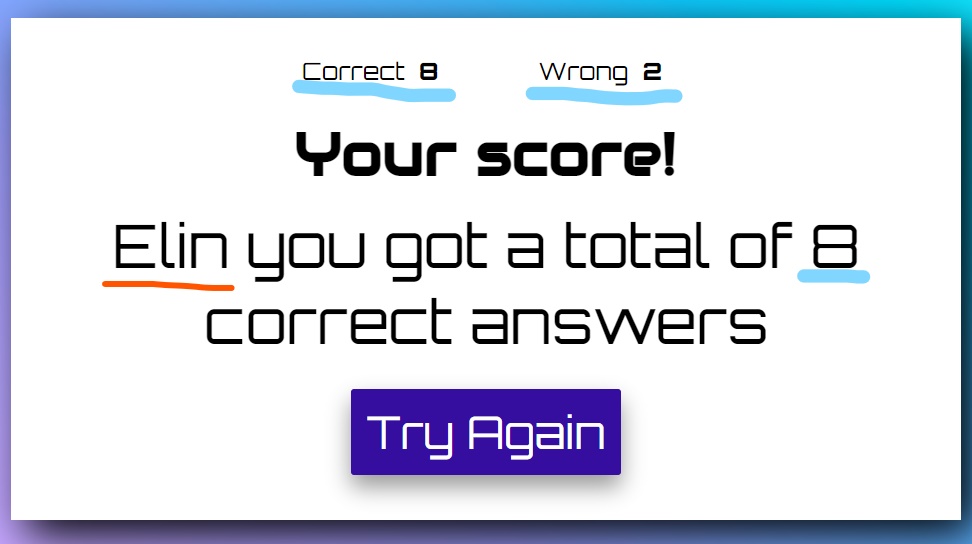 Correct 8 Wrong 2
Your score!
Elin you got a total of 8
correct answers
Try Again